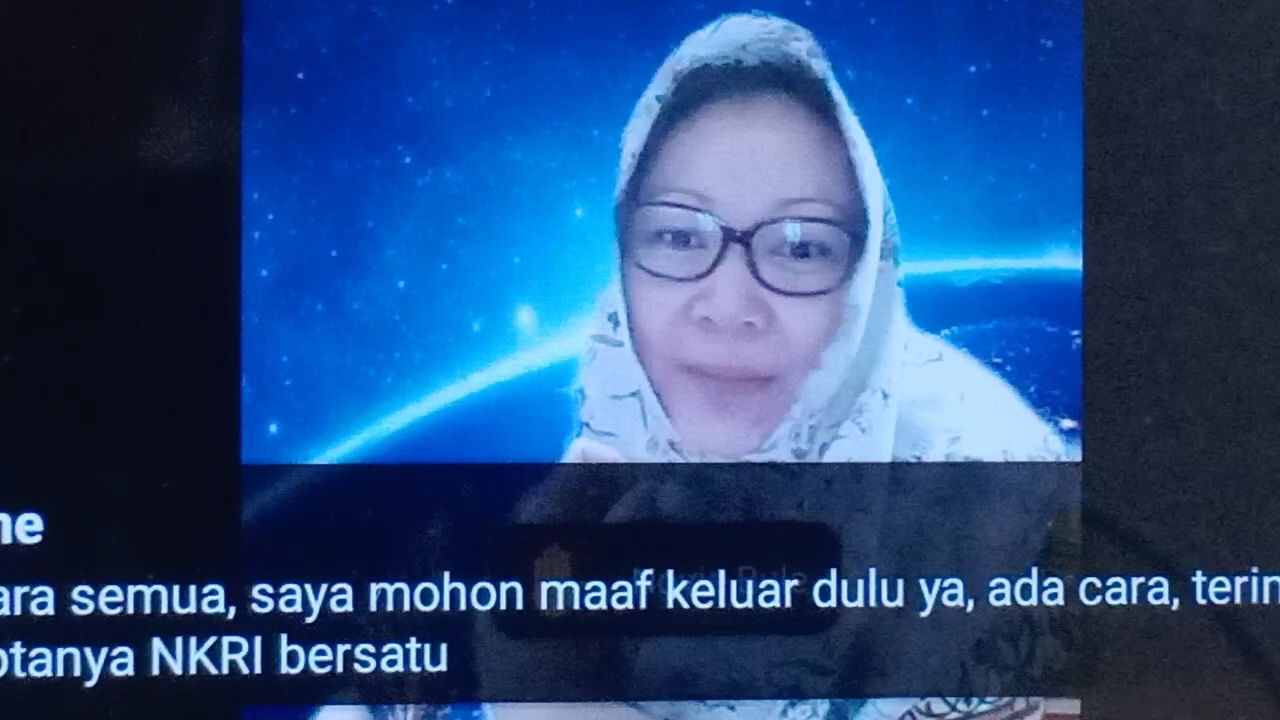 ne
ara semua, saya mohon maaf keluar dulu ya, ada cara, terin
otanya NKRI bersatu